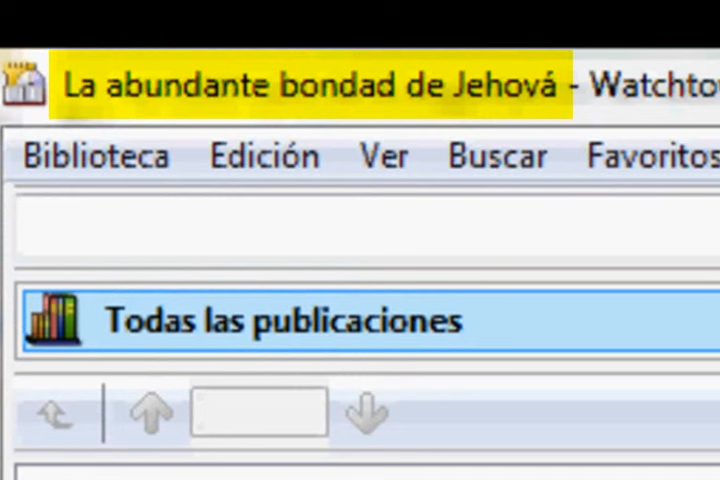 La abundante bondad de Jehová - Watchto
Biblioteca Edición Ver Buscar Favoritos
Todas las publicaciones